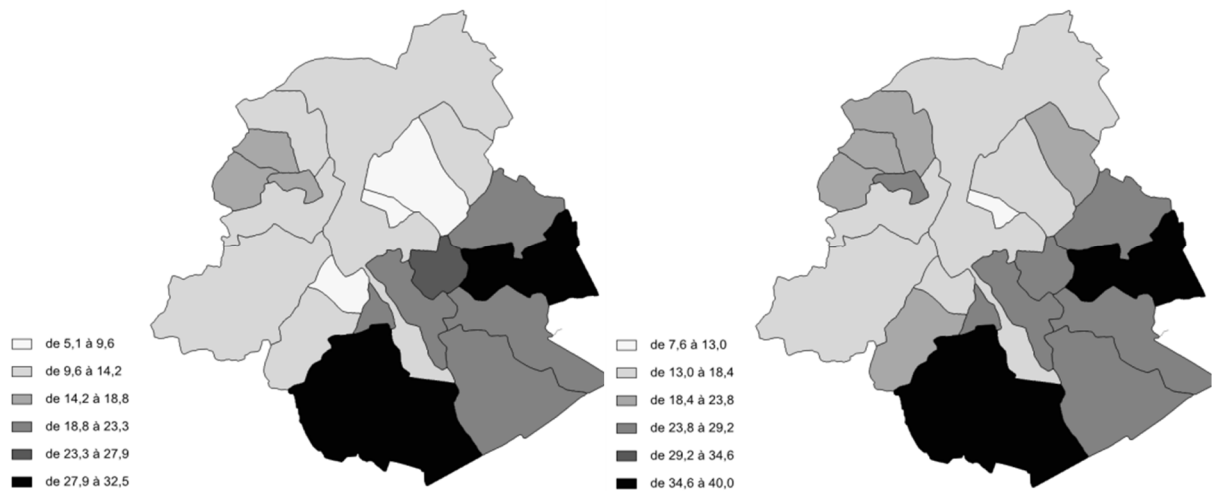 de 5,1 à 9,6
de 9,6 à 14,2
de 14,2 à 18,8
de 18,8 à 23,3
de 23,3 à 27,9
de 27,9 à 32,5
de 7,6 à 13,0
de 13,0 à 18,4
de 18,4 à 23,8
de 23,8 à 29,2
de 29,2 à 34,6
de 34,6 à 40,0